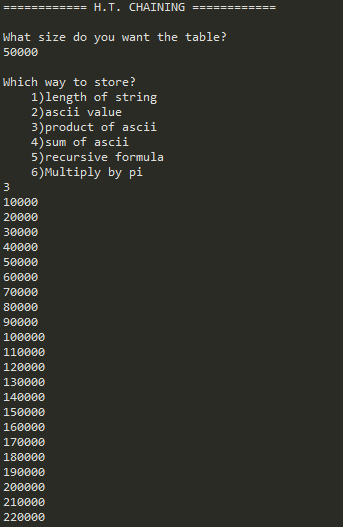 ============ H.T. CHAINING ============
What size do you want the table?
50000
Which way to store?
1)length of string
2)ascii value
3)product of ascii
4)sum of ascii
5)recursive formula
6)Multiply by pi
3
10000
20000
30000
40000
50000
60000
70000
80000
90000
100000
110000
120000
130000
140000
150000
160000
170000
180000
190000
200000
210000
220000